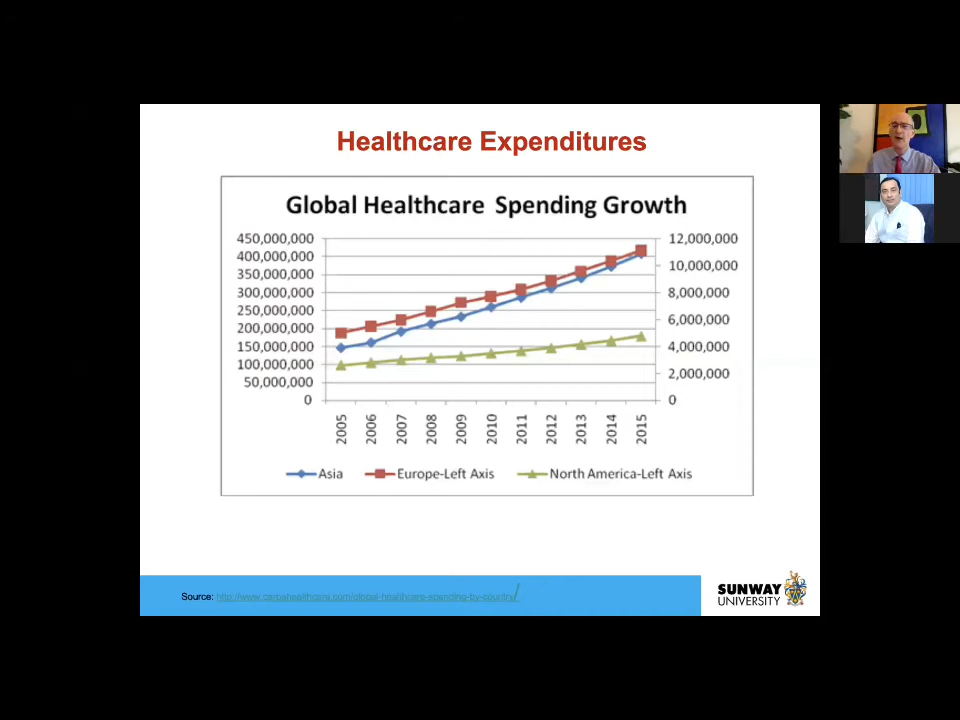 Healthcare Expenditures
Global Healthcare Spending Growth
450,000,000
400,000,000
350,000,000
300,000,000
250,000,000
200,000,000
150,000,000
100,000,000
50,000,000
0
12,000,000
10,000,000
8,000,000
6,000,000
4,000,000
2,000,000
0
2005 2006 2007 2008 2009 2010 2011 2012 2013 2014 2015
Asia Europe-Left Axis North America-Left Axis
Source: http://www.carpahealthcare.com/global-healthcare-spending-by-country/
SUNWAY
UNIVERSITY